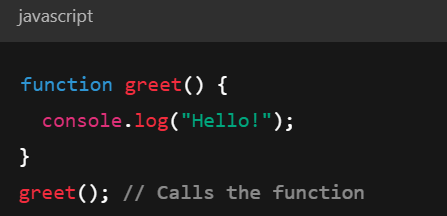 javascript
function greet() {
  console.log("Hello!");
}
greet(); // Calls the function